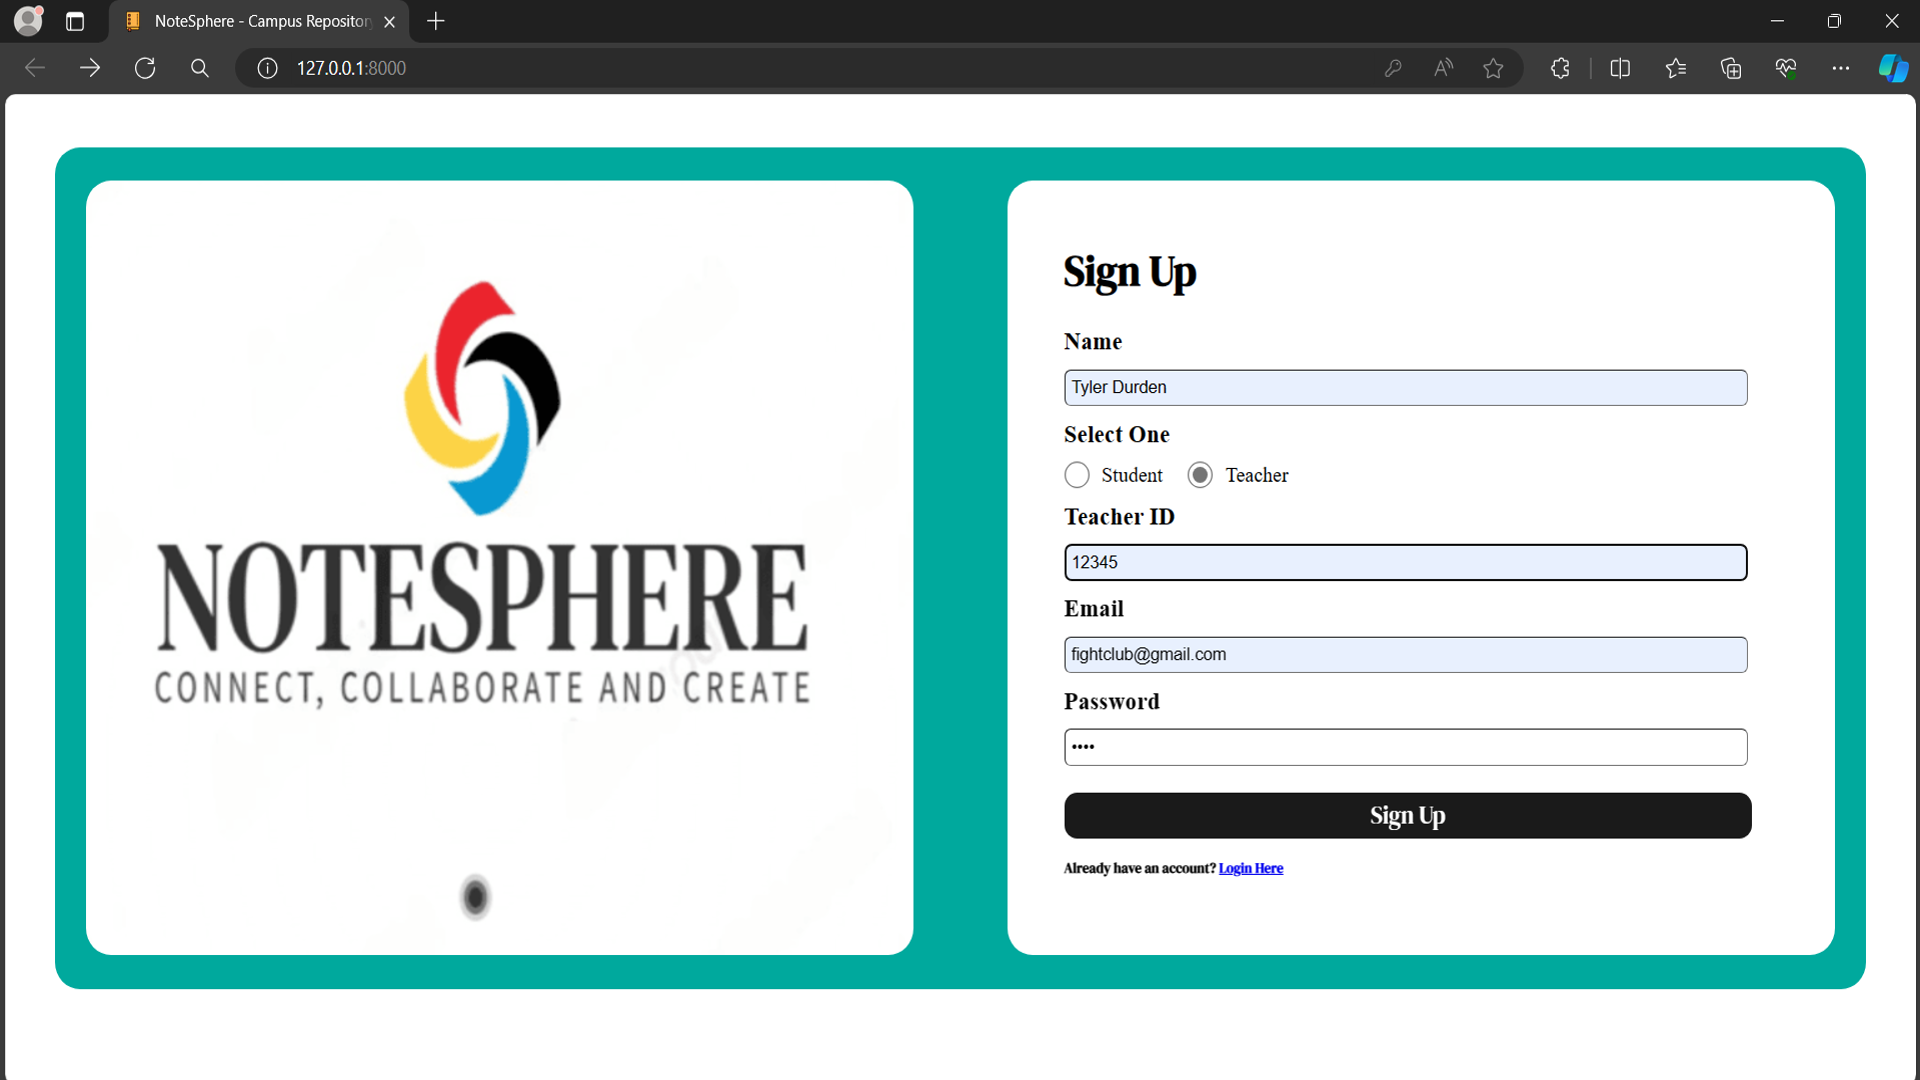 NoteSphere - Campus Repository
127.0.0.1:8000
NOTESPHERE
CONNECT, COLLABORATE AND CREATE
Sign Up
Name
Tyler Durden
Select One
Student Teacher
Teacher ID
12345
Email
fightclub@gmail.com
Password
••••
Sign Up
Already have an account? Login Here